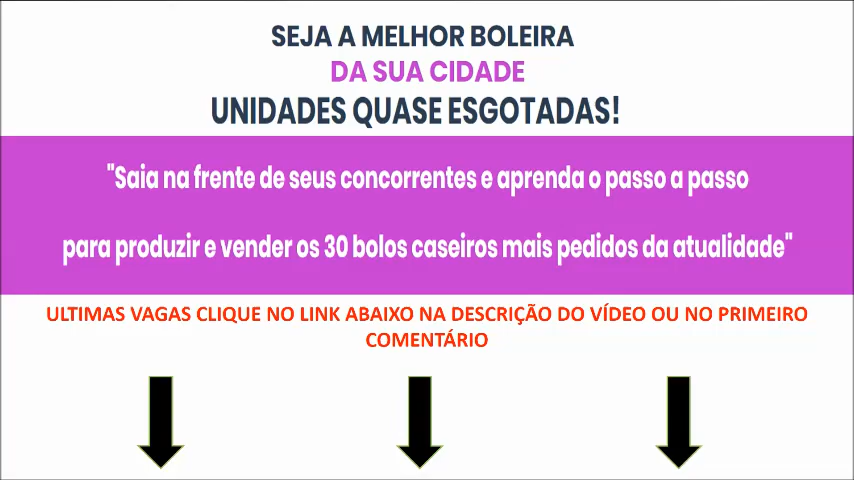 SEJA A MELHOR BOLEIRA
DA SUA CIDADE
UNIDADES QUASE ESGOTADAS!
"Saia na frente de seus concorrentes e aprenda o passo a passo
para produzir e vender os 30 bolos caseiros mais pedidos da atualidade"
ULTIMAS VAGAS CLIQUE NO LINK ABAIXO NA DESCRIÇÃO DO VÍDEO OU NO PRIMEIRO
COMENTÁRIO